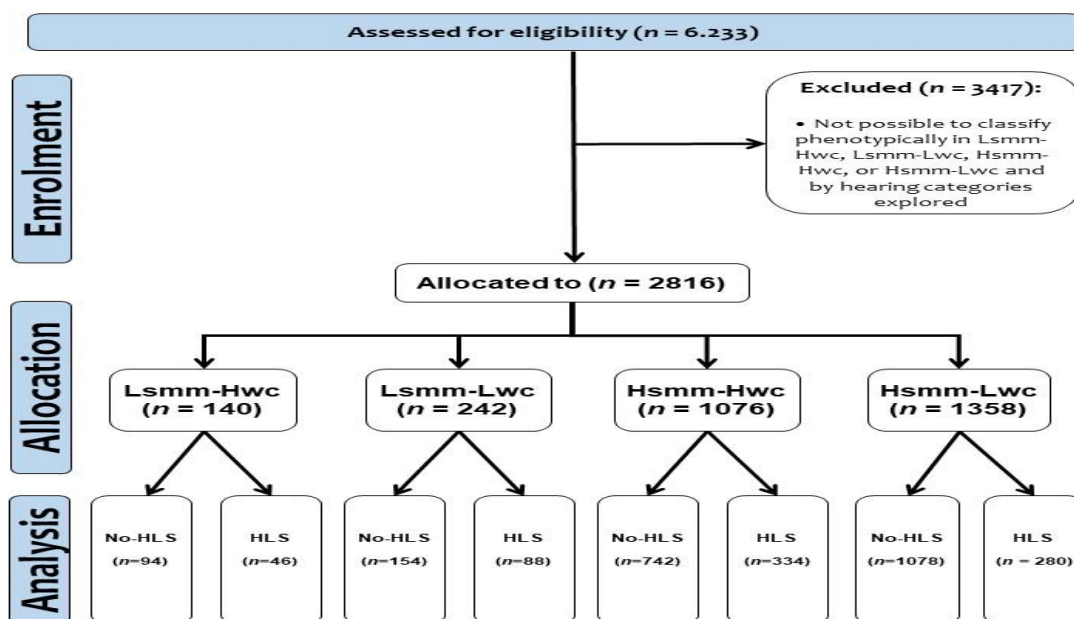 Assessed for eligibility (n = 6.233)
Enrolment
Excluded (n = 3417):
• Not possible to classify
phenotypically in Lsmm-
Hwc, Lsmm-Lwc, Hsmm-
Hwc, or Hsmm-Lwc and
by hearing categories
explored
Allocated to (n = 2816)
Allocation
Lsmm-Hwc
(n = 140)
Lsmm-Lwc
(n = 242)
Hsmm-Hwc
(n = 1076)
Hsmm-Lwc
(n = 1358)
Analysis
No-HLS
(n=94)
HLS
(n=46)
No-HLS
(n=154)
HLS
(n=88)
No-HLS
(n=742)
HLS
(n=334)
No-HLS
(n=1078)
HLS
(n = 280)